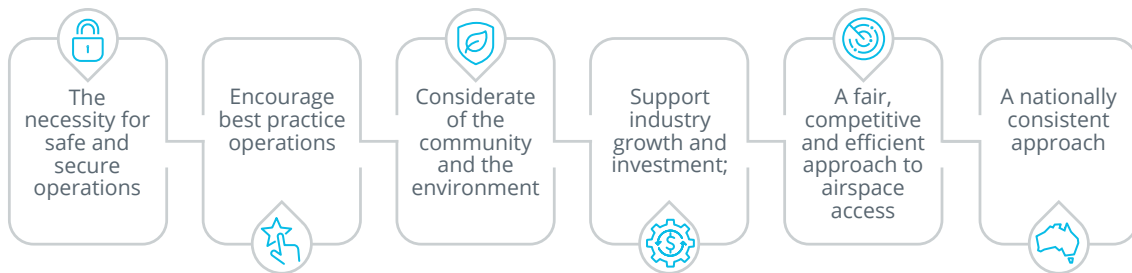 The
necessity for
safe and
secure
operations
Encourage
best practice
operations
Considerate
of the
community
and the
environment
Support
industry
growth and
investment;
A fair,
competitive
and efficient
approach to
airspace
access
A nationally
consistent
approach